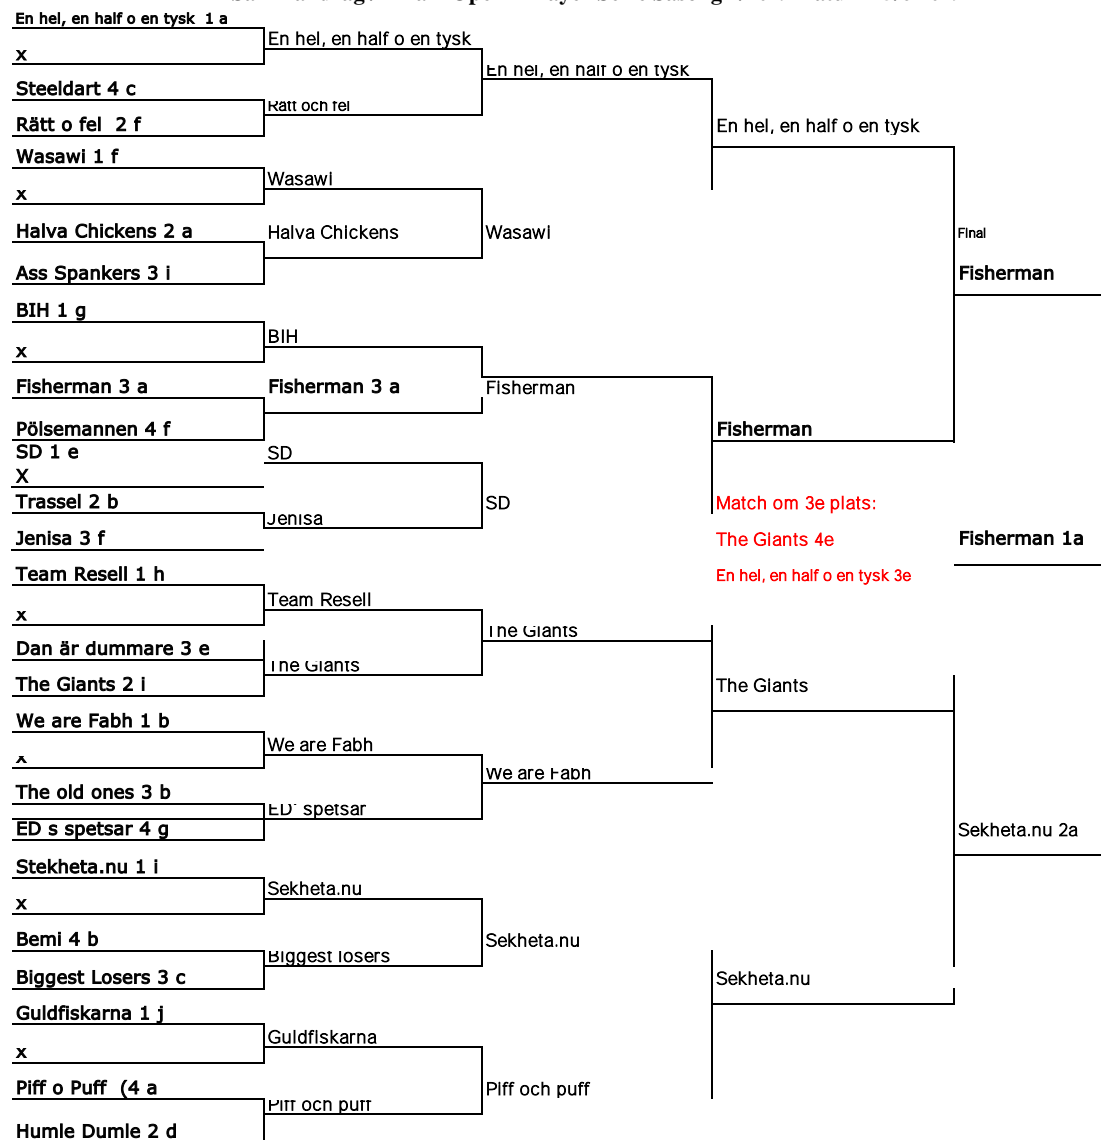 En hel, en half o en tysk 1 a
x
Steeldart 4 c
Rätt o fel 2 f
Wasawi 1 f
x
Halva Chickens 2 a
Ass Spankers 3 i
BIH 1 g
x
Fisherman 3 a
Pölsemannen 4 f
SD 1 e
X
Trassel 2 b
Jenisa 3 f
Team Resell 1 h
x
Dan är dummare 3 e
The Giants 2 i
We are Fabh 1 b
x
The old ones 3 b
ED s spetsar 4 g
Stekheta.nu 1 i
x
Bemi 4 b
Biggest Losers 3 c
Guldfiskarna 1 j
x
Piff o Puff (4 a
Humle Dumle 2 d
En hel, en half o en tysk
Rätt och fel
Wasawi
Halva Chickens
BIH
Fisherman 3 a
SD
Jenisa
Team Resell
The Giants
We are Fabh
ED' spetsar
Sekheta.nu
Biggest losers
Guldfiskarna
Piff och puff
En hel, en half o en tysk
Wasawi
Fisherman
SD
The Giants
We are Fabh
Sekheta.nu
Piff och puff
En hel, en half o en tysk
Fisherman
Match om 3e plats:
The Giants 4e
En hel, en half o en tysk 3e
The Giants
Sekheta.nu
Final
Fisherman
Fisherman 1a
Sekheta.nu 2a